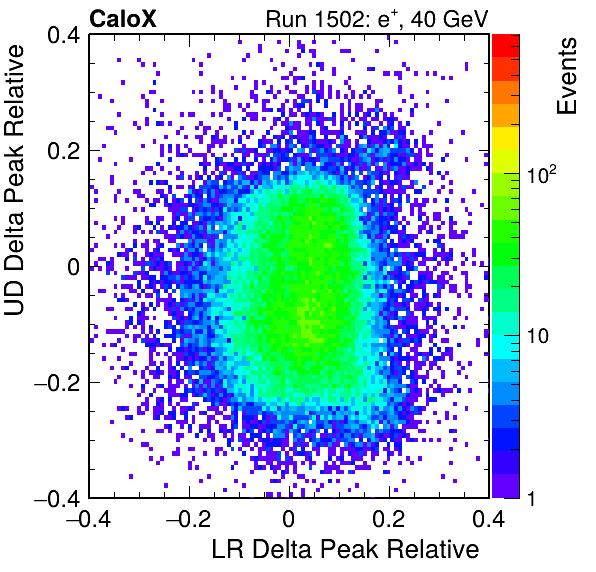 CaloX Run 1502: e⁺, 40 GeV
UD Delta Peak Relative
0.4
0.2
0
−0.2
−0.4
−0.4 −0.2 0 0.2 0.4
LR Delta Peak Relative
Events
10²
10
1